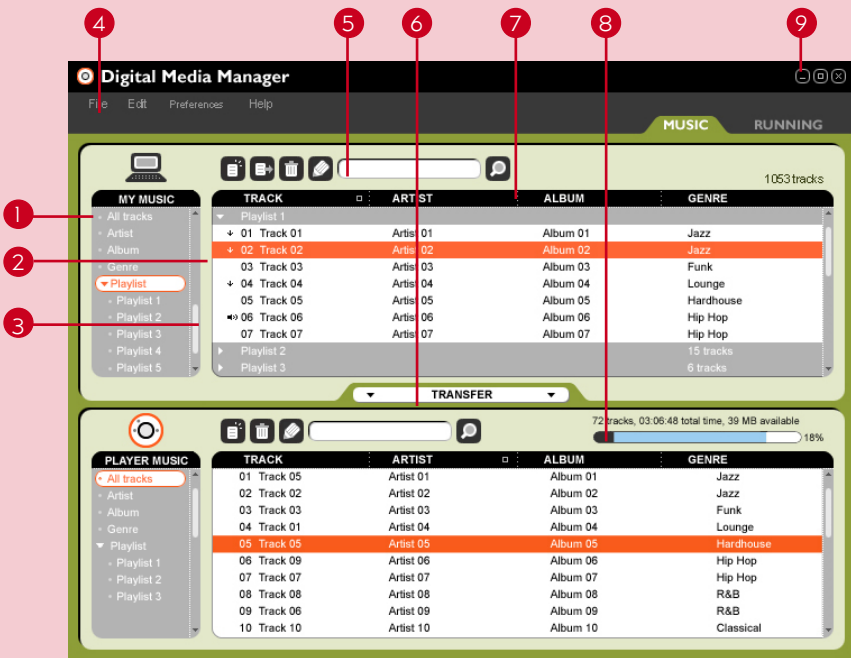 4 5 6 7 8 9
Digital Media Manager
File Edit Preferences Help
MUSIC RUNNING
1053 tracks
MY MUSIC
1 All tracks
Artist
Album
2
Genre
Playlist
Playlist 1
Playlist 2
3
Playlist 3
Playlist 4
Playlist 5
TRACK ARTIST ALBUM GENRE
Playlist 1
01 Track 01 Artist 01 Album 01 Jazz
02 Track 02 Artist 02 Album 02 Jazz
03 Track 03 Artist 03 Album 03 Funk
04 Track 04 Artist 04 Album 04 Lounge
05 Track 05 Artist 05 Album 05 Hardhouse
06 Track 06 Artist 06 Album 06 Hip Hop
07 Track 07 Artist 07 Album 07 Hip Hop
Playlist 2 15 tracks
Playlist 3 6 tracks
TRANSFER
72 tracks, 03:06:48 total time, 39 MB available
18%
PLAYER MUSIC
All tracks
Artist
Album
Genre
Playlist
Playlist 1
Playlist 2
Playlist 3
TRACK ARTIST ALBUM GENRE
01 Track 05 Artist 01 Album 01 Jazz
02 Track 02 Artist 02 Album 02 Jazz
03 Track 03 Artist 03 Album 03 Funk
04 Track 01 Artist 04 Album 04 Lounge
05 Track 05 Artist 05 Album 05 Hardhouse
06 Track 09 Artist 06 Album 06 Hip Hop
07 Track 07 Artist 07 Album 07 Hip Hop
08 Track 08 Artist 08 Album 08 R&B
09 Track 06 Artist 09 Album 09 R&B
10 Track 10 Artist 10 Album 10 Classical